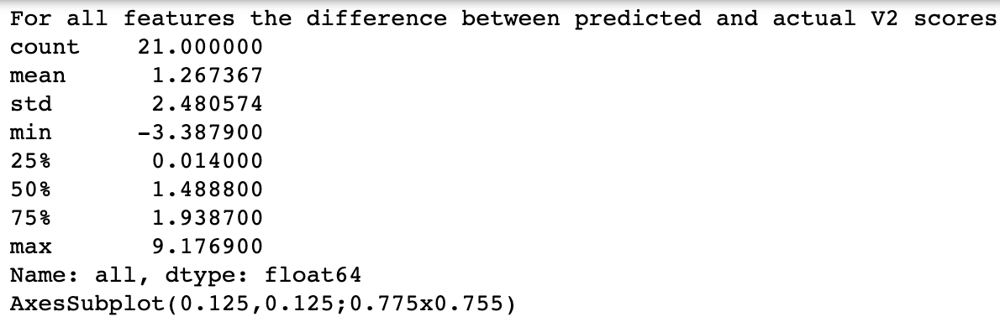 For all features the difference between predicted and actual V2 scores
count    21.000000
mean      1.267367
std       2.480574
min      -3.387900
25%       0.014000
50%       1.488800
75%       1.938700
max       9.176900
Name: all, dtype: float64
AxesSubplot(0.125,0.125;0.775x0.755)